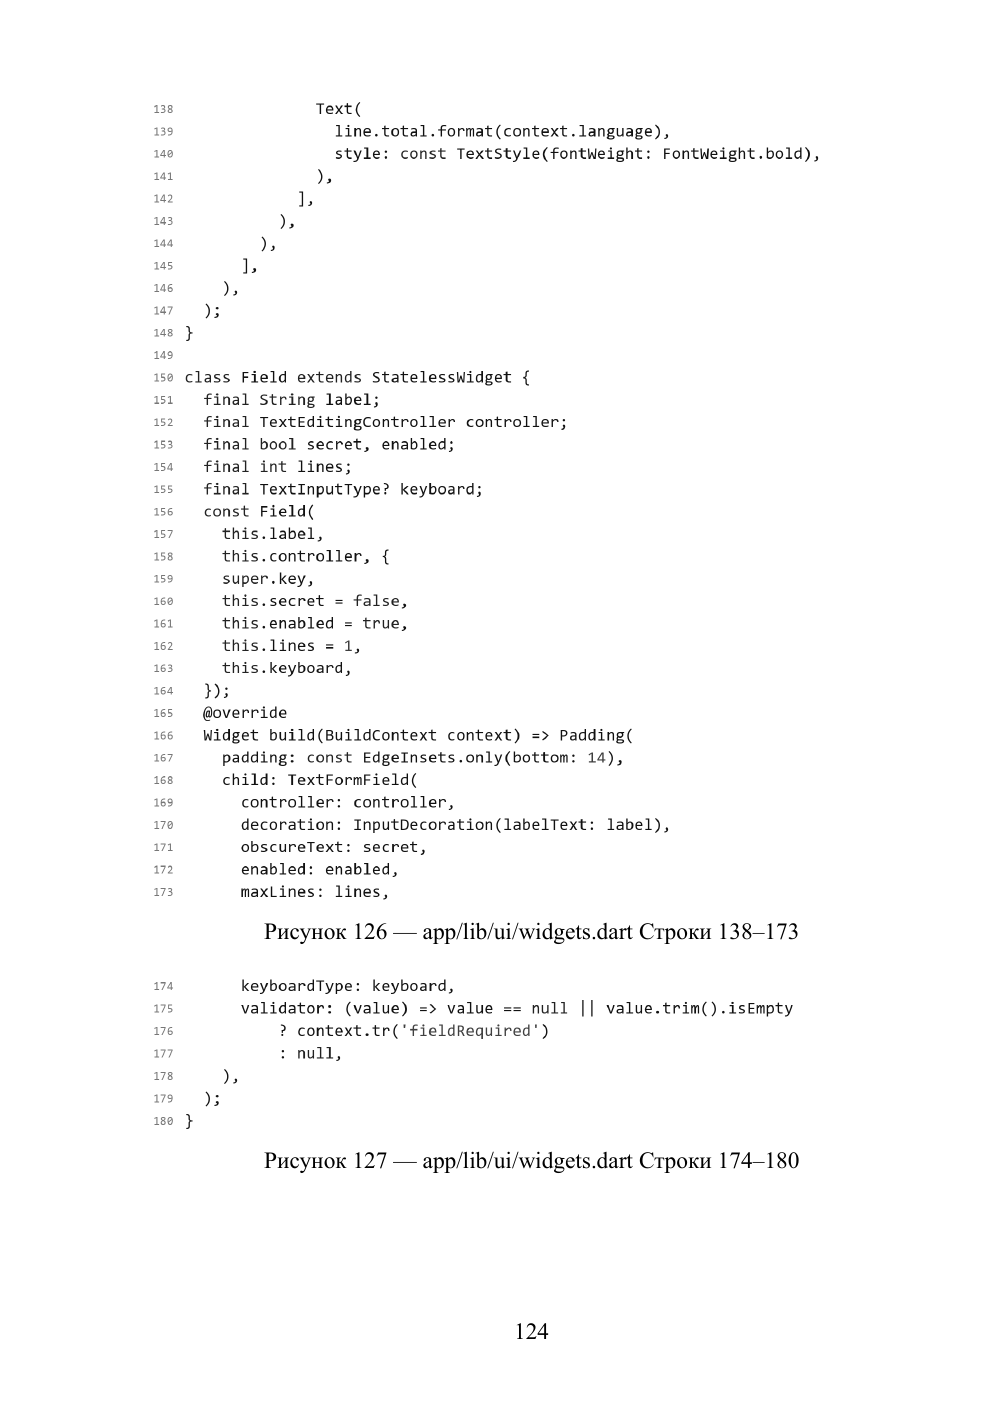 138               Text(
139                 line.total.format(context.language),
140                 style: const TextStyle(fontWeight: FontWeight.bold),
141               ),
142             ],
143           ),
144         ),
145       ],
146     ),
147   );
148 }
149
150 class Field extends StatelessWidget {
151   final String label;
152   final TextEditingController controller;
153   final bool secret, enabled;
154   final int lines;
155   final TextInputType? keyboard;
156   const Field(
157     this.label,
158     this.controller, {
159     super.key,
160     this.secret = false,
161     this.enabled = true,
162     this.lines = 1,
163     this.keyboard,
164   });
165   @override
166   Widget build(BuildContext context) => Padding(
167     padding: const EdgeInsets.only(bottom: 14),
168     child: TextFormField(
169       controller: controller,
170       decoration: InputDecoration(labelText: label),
171       obscureText: secret,
172       enabled: enabled,
173       maxLines: lines,
Рисунок 126 — app/lib/ui/widgets.dart Строки 138–173
174       keyboardType: keyboard,
175       validator: (value) => value == null || value.trim().isEmpty
176           ? context.tr('fieldRequired')
177           : null,
178     ),
179   );
180 }
Рисунок 127 — app/lib/ui/widgets.dart Строки 174–180
124